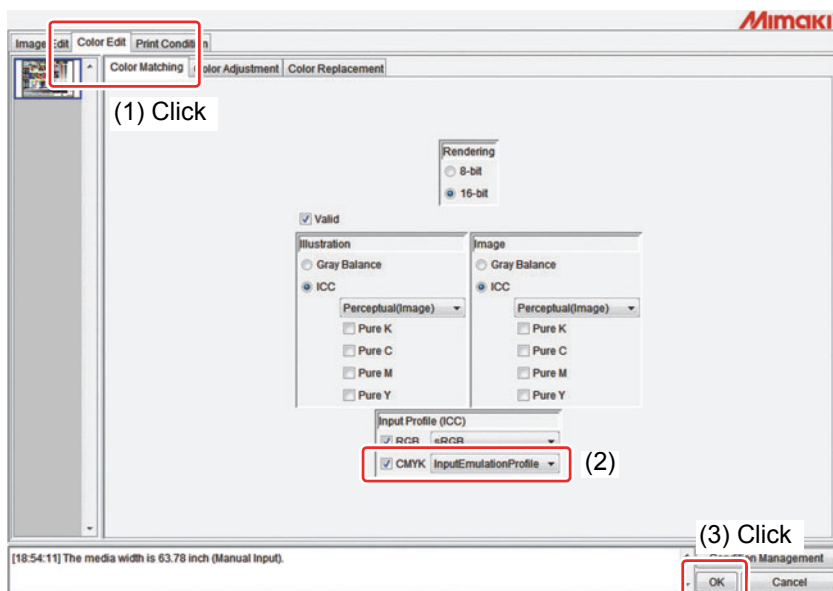 Mimaki
Image Edit Color Edit Print Condition
Color Matching Color Adjustment Color Replacement
(1) Click
Rendering
8-bit
16-bit
Valid
Illustration
Gray Balance
ICC
Perceptual(Image)
Pure K
Pure C
Pure M
Pure Y
Image
Gray Balance
ICC
Perceptual(Image)
Pure K
Pure C
Pure M
Pure Y
Input Profile (ICC)
RGB sRGB
CMYK InputEmulationProfile
(2)
(3) Click
[18:54:11] The media width is 63.78 inch (Manual Input).
Condition Management
OK Cancel